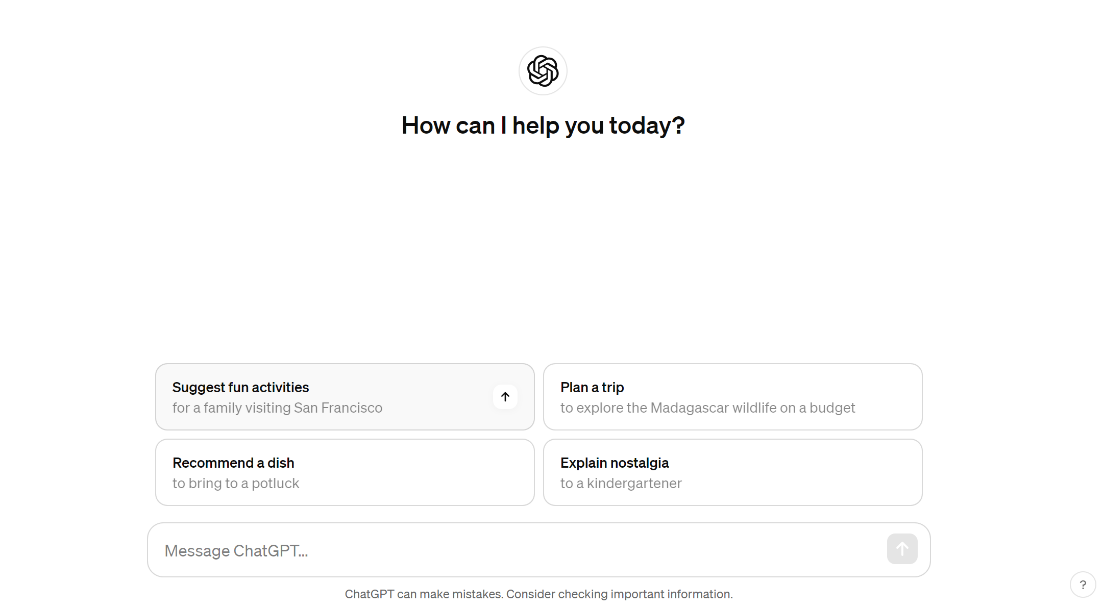 How can I help you today?
Suggest fun activities
for a family visiting San Francisco
Plan a trip
to explore the Madagascar wildlife on a budget
Recommend a dish
to bring to a potluck
Explain nostalgia
to a kindergartener
Message ChatGPT...
ChatGPT can make mistakes. Consider checking important information.
?